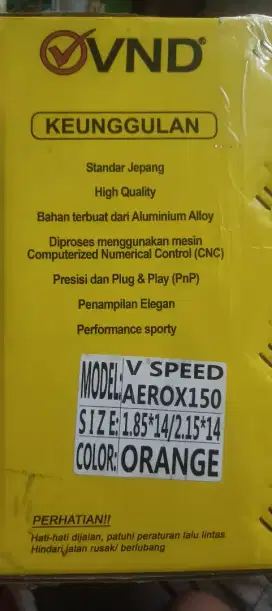 VND®
KEUNGGULAN
Standar Jepang
High Quality
Bahan terbuat dari Aluminium Alloy
Diproses menggunakan mesin
Computerized Numerical Control (CNC)
Presisi dan Plug & Play (PnP)
Penampilan Elegan
Performance sporty
MODEL: V SPEED
AEROX150
SIZE: 1.85*14/2.15*14
COLOR: ORANGE
PERHATIAN!!
Hati-hati dijalan, patuhi peraturan lalu lintas
Hindari jalan rusak/ berlubang